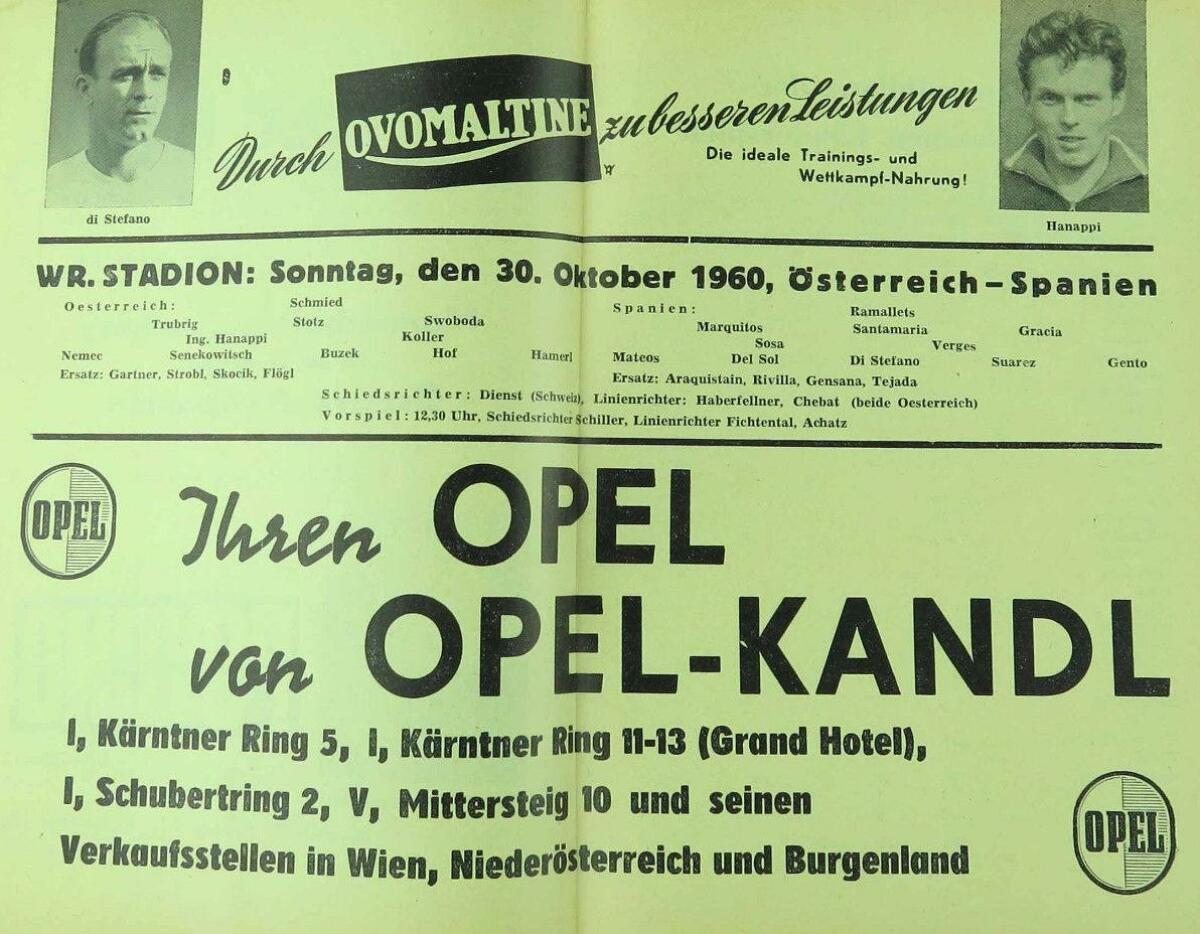 di Stefano
Durch OVOMALTINE zu besseren Leistungen
Die ideale Trainings- und
Wettkampf-Nahrung!
Hanappi
WR. STADION: Sonntag, den 30. Oktober 1960, Österreich – Spanien
Oesterreich: Schmied
Trubrig Stotz Swoboda
Ing. Hanappi Koller
Nemec Senekowitsch Buzek Hof Hamerl
Ersatz: Gartner, Strobl, Skocik, Flögl
Spanien: Ramallets
Marquitos Santamaria Gracia
Sosa Verges
Mateos Del Sol Di Stefano Suarez Gento
Ersatz: Araquistain, Rivilla, Gensana, Tejada
Schiedsrichter: Dienst (Schweiz), Linienrichter: Haberfellner, Chebat (beide Oesterreich)
Vorspiel: 12,30 Uhr, Schiedsrichter Schiller, Linienrichter Fichtental, Achatz
OPEL
Ihren OPEL
von OPEL-KANDL
I, Kärntner Ring 5, I, Kärntner Ring 11-13 (Grand Hotel),
I, Schubertring 2, V, Mittersteig 10 und seinen
Verkaufsstellen in Wien, Niederösterreich und Burgenland
OPEL